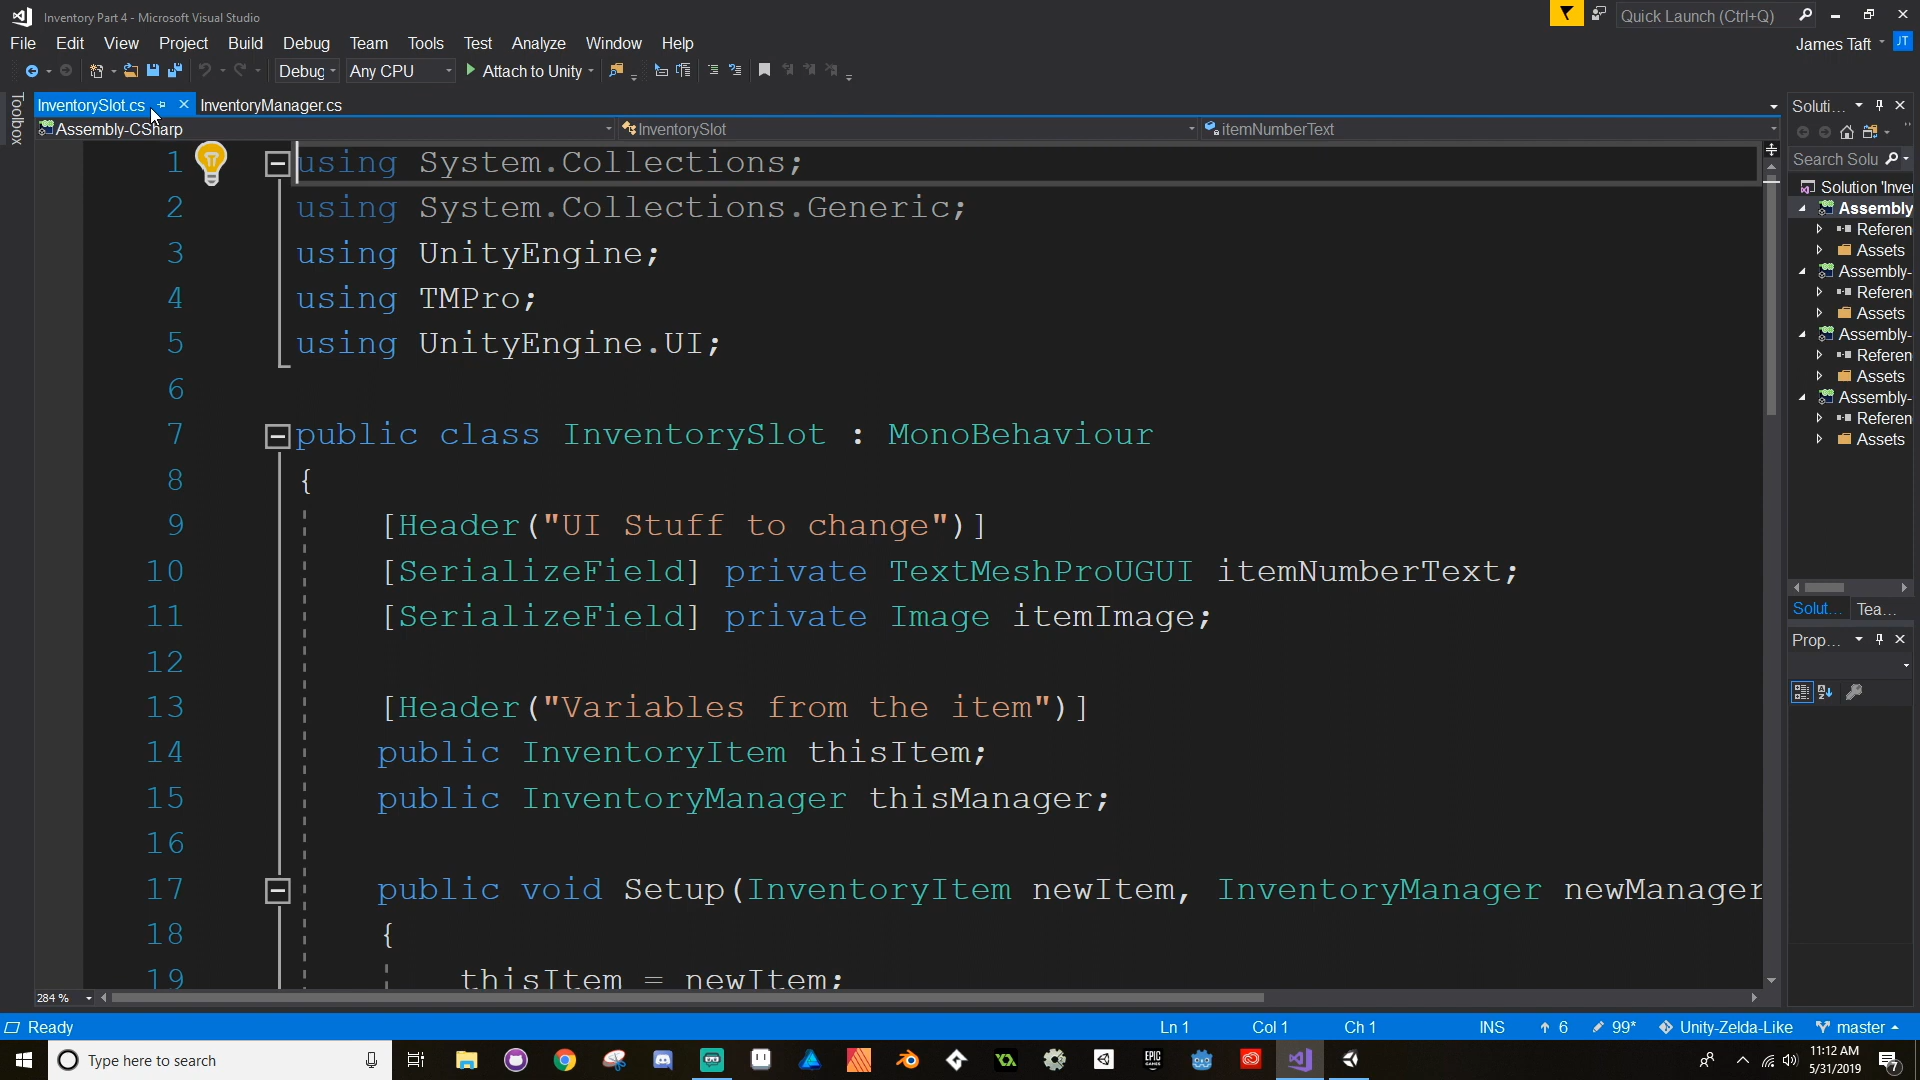 Inventory Part 4 - Microsoft Visual Studio
Quick Launch (Ctrl+Q)
File Edit View Project Build Debug Team Tools Test Analyze Window Help
James Taft
JT
Debug Any CPU Attach to Unity
Toolbox
InventorySlot.cs InventoryManager.cs
Assembly-CSharp InventorySlot itemNumberText
1 using System.Collections;
2 using System.Collections.Generic;
3 using UnityEngine;
4 using TMPro;
5 using UnityEngine.UI;
6
7 public class InventorySlot : MonoBehaviour
8 {
9 [Header("UI Stuff to change")]
10 [SerializeField] private TextMeshProUGUI itemNumberText;
11 [SerializeField] private Image itemImage;
12
13 [Header("Variables from the item")]
14 public InventoryItem thisItem;
15 public InventoryManager thisManager;
16
17 public void Setup(InventoryItem newItem, InventoryManager newManager
18 {
19 thisItem = newItem;
284 %
Soluti...
Search Solu
Solution 'Inve
Assembly
Referen
Assets
Assembly-
Referen
Assets
Assembly-
Referen
Assets
Assembly-
Referen
Assets
Solut... Tea...
Prop...
Ready Ln 1 Col 1 Ch 1 INS 6 99* Unity-Zelda-Like master
Type here to search
EPIC GAMES
11:12 AM
5/31/2019
7